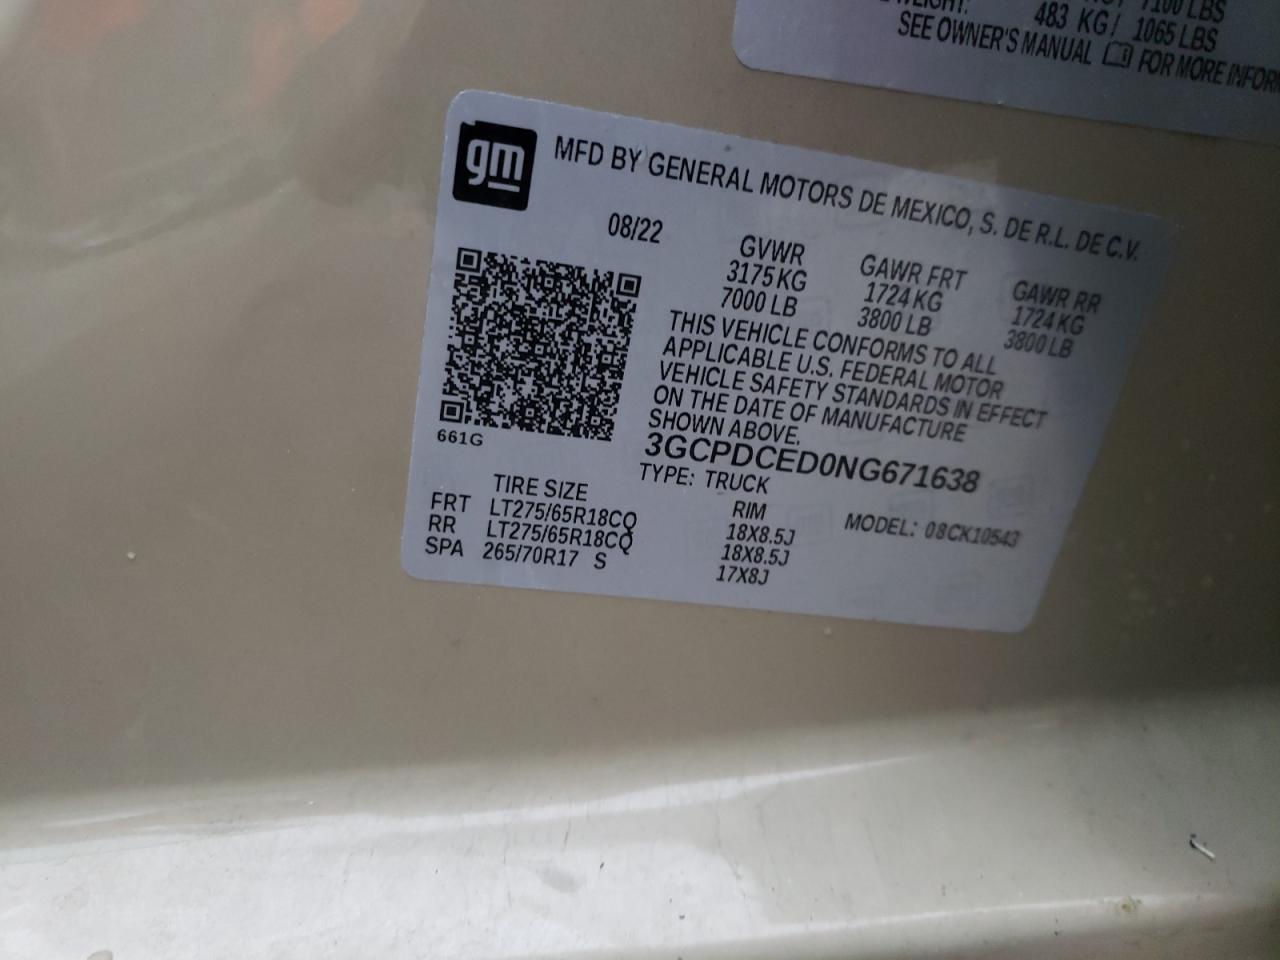 7100 LBS
WEIGHT: 483 KG / 1065 LBS
SEE OWNER'S MANUAL FOR MORE
gm
MFD BY GENERAL MOTORS DE MEXICO, S. DE R.L. DE C.V.
08/22
GVWR GAWR FRT GAWR RR
3175 KG 1724 KG 1724 KG
7000 LB 3800 LB 3800 LB
THIS VEHICLE CONFORMS TO ALL
APPLICABLE U.S. FEDERAL MOTOR
VEHICLE SAFETY STANDARDS IN EFFECT
ON THE DATE OF MANUFACTURE
SHOWN ABOVE.
661G
3GCPDCED0NG671638
TYPE: TRUCK
MODEL: 08CK10543
TIRE SIZE RIM
FRT LT275/65R18CQ 18X8.5J
RR LT275/65R18CQ 18X8.5J
SPA 265/70R17 S 17X8J